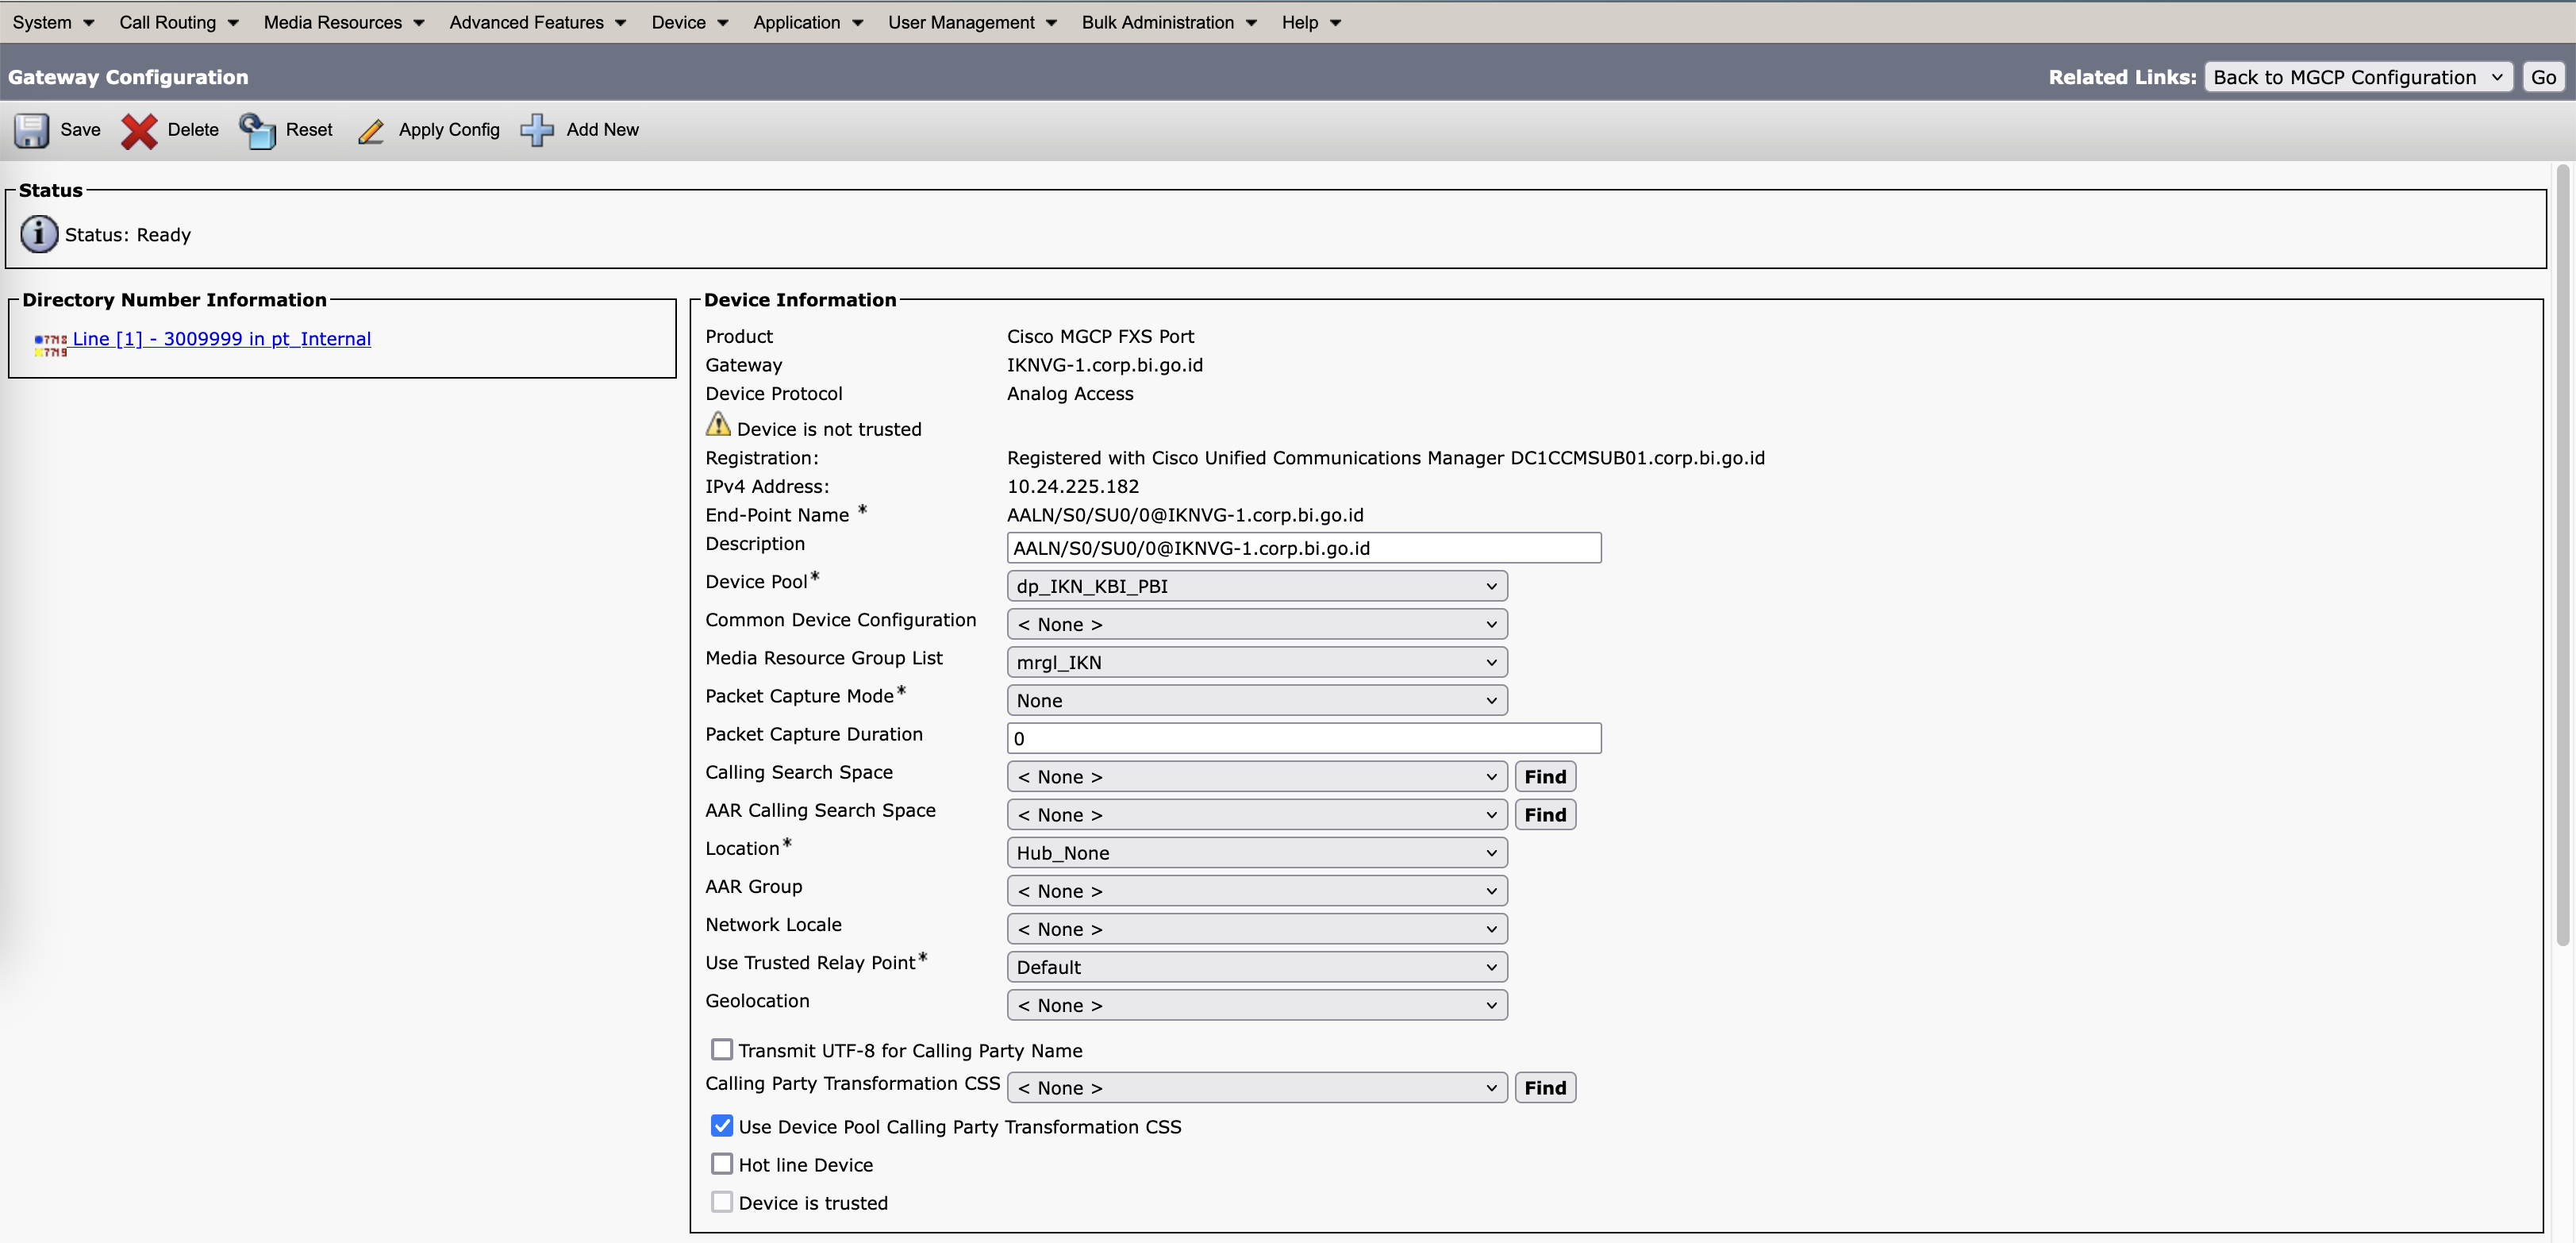 System Call Routing Media Resources Advanced Features Device Application User Management Bulk Administration Help
Gateway Configuration Related Links: Back to MGCP Configuration Go
Save Delete Reset Apply Config Add New
Status
Status: Ready
Directory Number Information
7718 Line [1] - 3009999 in pt_Internal
7719
Device Information
Product Cisco MGCP FXS Port
Gateway IKNVG-1.corp.bi.go.id
Device Protocol Analog Access
Device is not trusted
Registration: Registered with Cisco Unified Communications Manager DC1CCMSUB01.corp.bi.go.id
IPv4 Address: 10.24.225.182
End-Point Name * AALN/S0/SU0/0@IKNVG-1.corp.bi.go.id
Description AALN/S0/SU0/0@IKNVG-1.corp.bi.go.id
Device Pool* dp_IKN_KBI_PBI
Common Device Configuration < None >
Media Resource Group List mrgl_IKN
Packet Capture Mode* None
Packet Capture Duration 0
Calling Search Space < None > Find
AAR Calling Search Space < None > Find
Location* Hub_None
AAR Group < None >
Network Locale < None >
Use Trusted Relay Point* Default
Geolocation < None >
Transmit UTF-8 for Calling Party Name
Calling Party Transformation CSS < None > Find
Use Device Pool Calling Party Transformation CSS
Hot line Device
Device is trusted